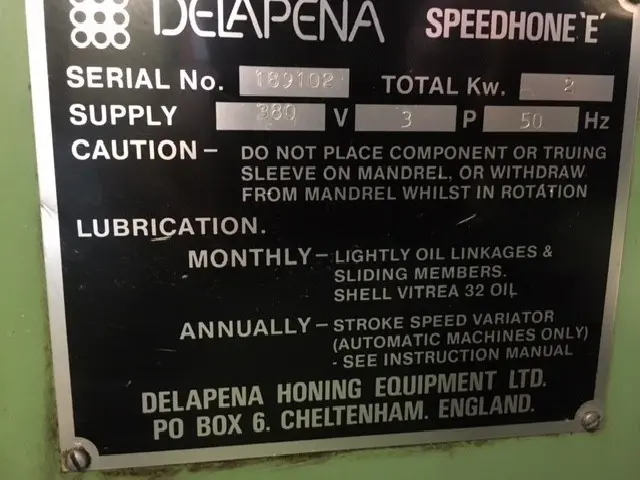 DELAPENA SPEEDHONE 'E'
SERIAL No. 189102 TOTAL Kw. 2
SUPPLY 380 V 3 P 50 Hz
CAUTION – DO NOT PLACE COMPONENT OR TRUING
SLEEVE ON MANDREL, OR WITHDRAW
FROM MANDREL WHILST IN ROTATION
LUBRICATION.
MONTHLY – LIGHTLY OIL LINKAGES &
SLIDING MEMBERS.
SHELL VITREA 32 OIL
ANNUALLY – STROKE SPEED VARIATOR
(AUTOMATIC MACHINES ONLY)
- SEE INSTRUCTION MANUAL
DELAPENA HONING EQUIPMENT LTD.
PO BOX 6. CHELTENHAM. ENGLAND.